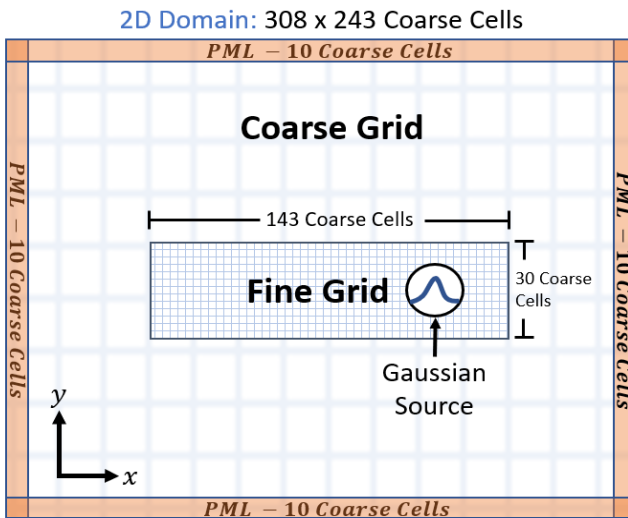 2D Domain: 308 x 243 Coarse Cells
PML − 10 Coarse Cells
Coarse Grid
PML − 10 Coarse Cells
PML − 10 Coarse Cells
143 Coarse Cells
Fine Grid
30 Coarse
Cells
Gaussian
Source
y
x
PML − 10 Coarse Cells